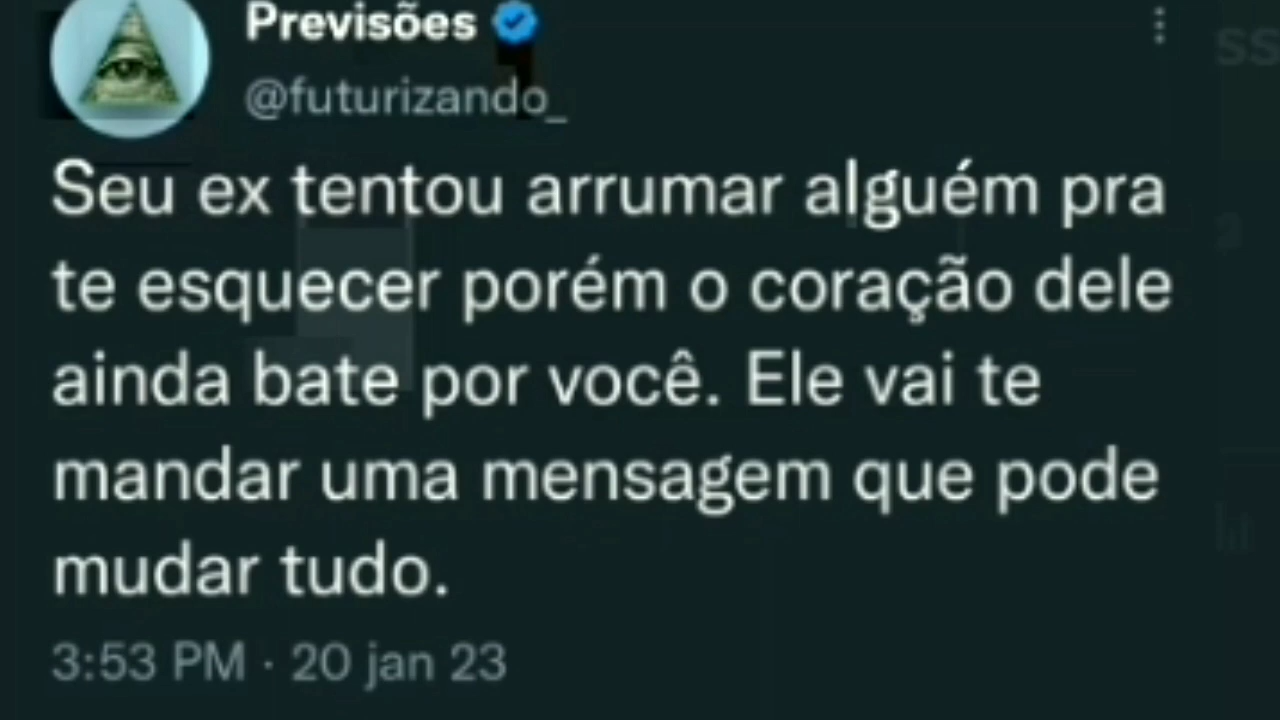 Previsões
@futurizando_
Seu ex tentou arrumar alguém pra
te esquecer porém o coração dele
ainda bate por você. Ele vai te
mandar uma mensagem que pode
mudar tudo.
3:53 PM · 20 jan 23